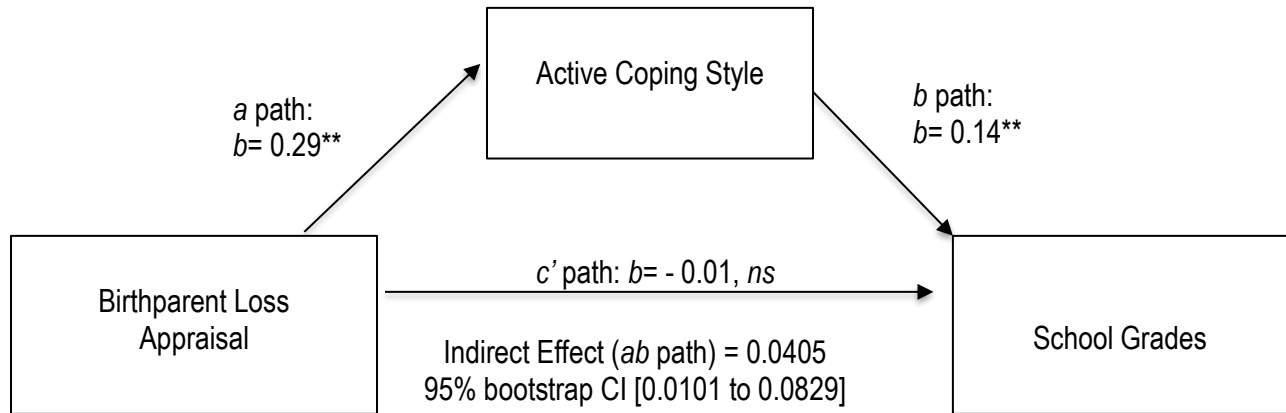 Active Coping Style
a path:
b= 0.29**
b path:
b= 0.14**
Birthparent Loss
Appraisal
c’ path: b= - 0.01, ns
Indirect Effect (ab path) = 0.0405
95% bootstrap CI [0.0101 to 0.0829]
School Grades